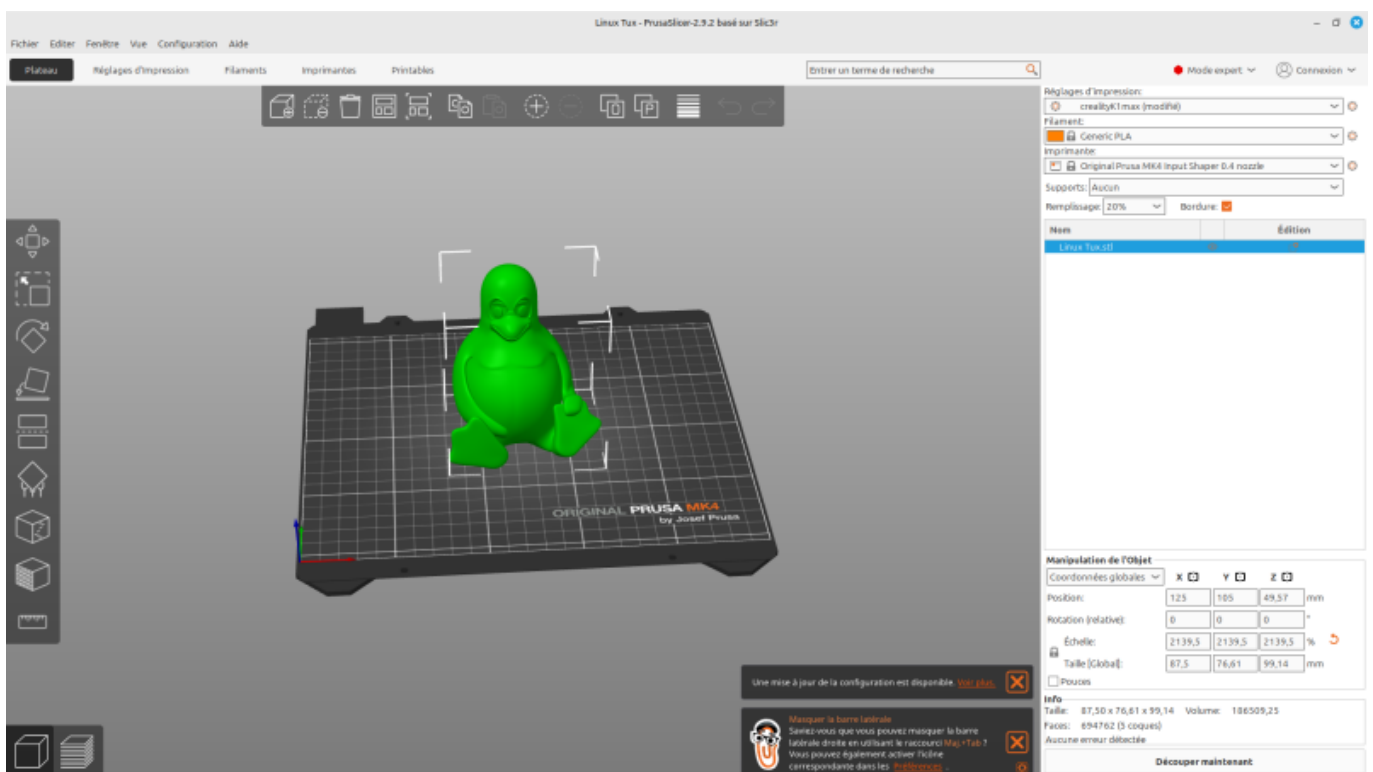 Linux Tux - PrusaSlicer-2.9.2 basé sur Slic3r
Fichier Editer Fenêtre Vue Configuration Aide
Plateau Réglages d'Impression Filaments Imprimantes Printables Entrer un terme de recherche Mode expert Connexion
Réglages d'impression:
crealityK1max (modifié)
Filament:
Generic PLA
Imprimante:
Original Prusa MK4 Input Shaper 0.4 nozzle
Supports: Aucun
Remplissage: 20% Bordure:
Nom Édition
Linux Tux.stl
ORIGINAL PRUSA MK4
by Josef Prusa
Manipulation de l'Objet
Coordonnées globales X Y Z
Position: 125 105 49,57 mm
Rotation (relative): 0 0 0 °
Échelle: 2139,5 2139,5 2139,5 %
Taille [Global]: 87,5 76,61 99,14 mm
Pouces
Info
Taille: 87,50 x 76,61 x 99,14 Volume: 186509,25
Faces: 694762 (5 coques)
Aucune erreur détectée
Découper maintenant
Une mise à jour de la configuration est disponible. Voir plus.
Masquer la barre latérale
Saviez-vous que vous pouvez masquer la barre
latérale droite en utilisant le raccourci Maj.+Tab ?
Vous pouvez également activer l'icône
correspondante dans les Préférences .